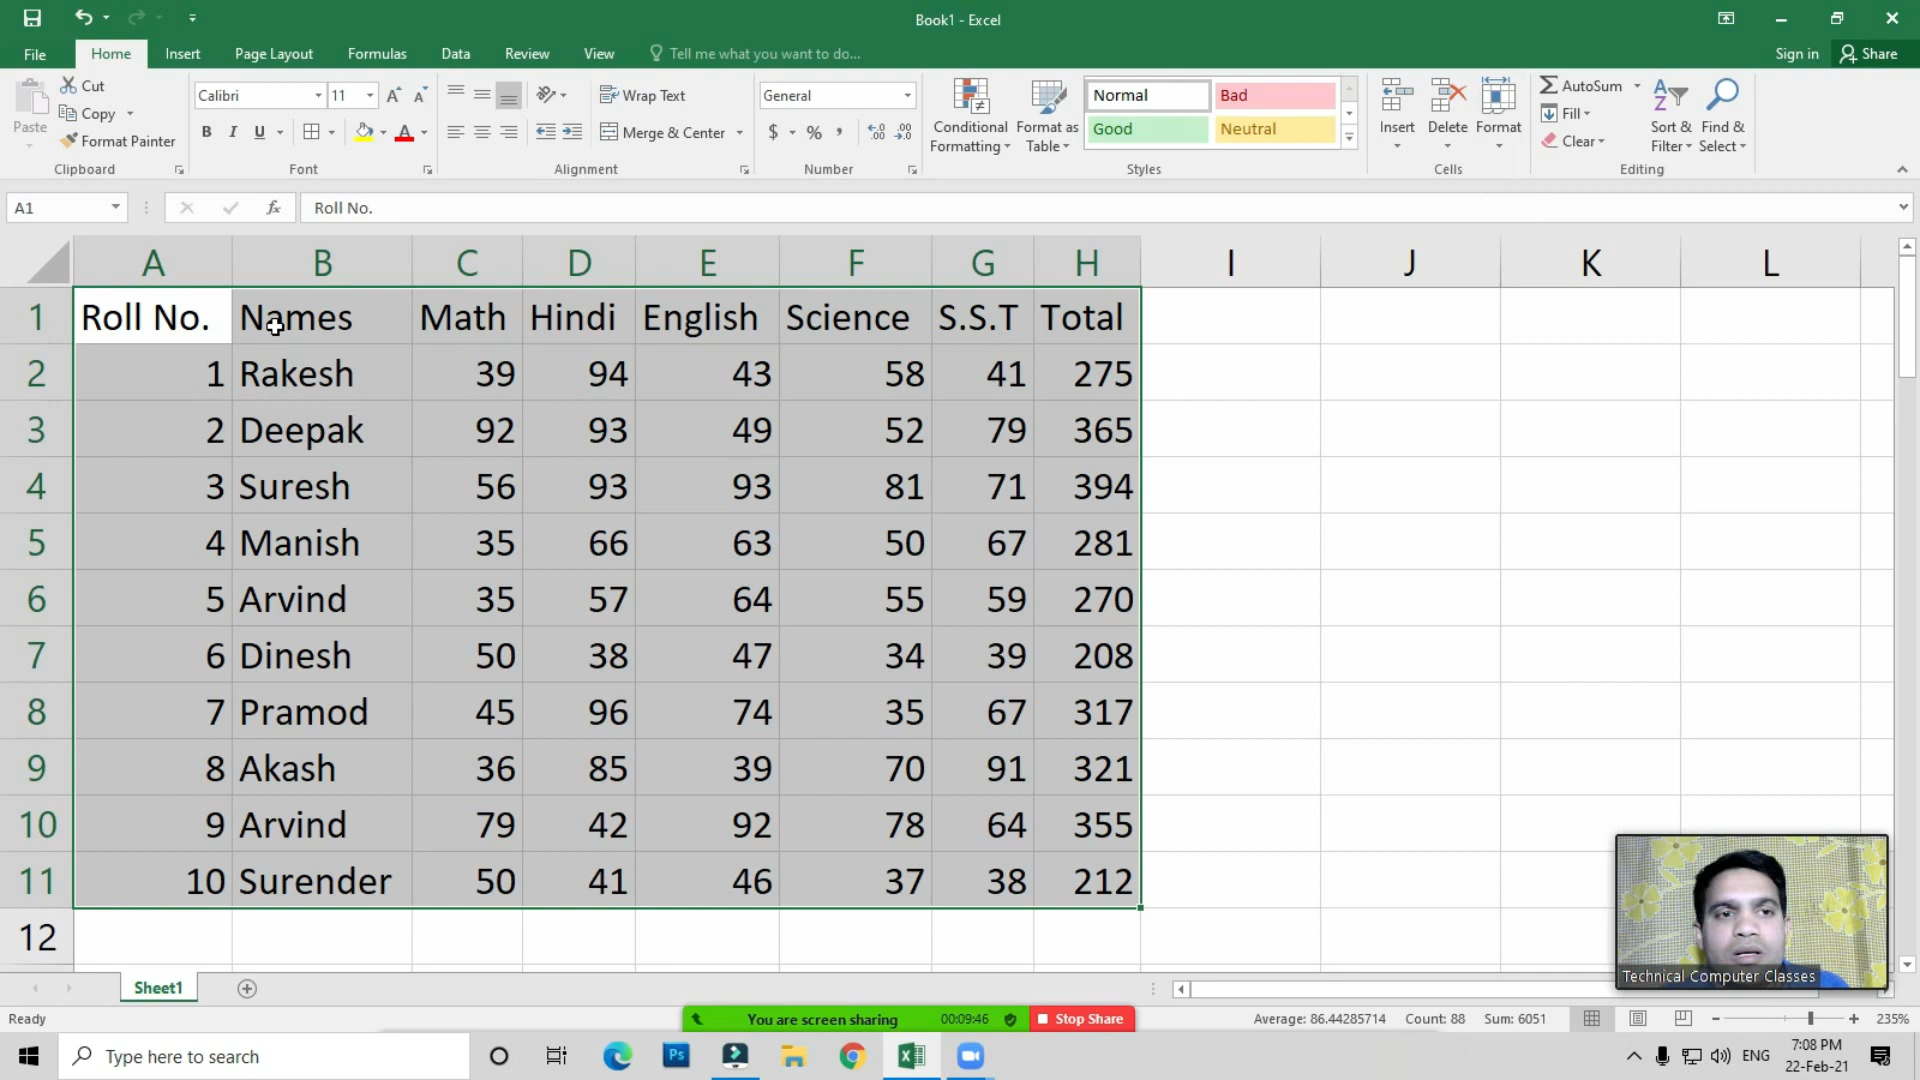 Book1 - Excel
File Home Insert Page Layout Formulas Data Review View Tell me what you want to do... Sign in Share
Paste
Cut
Copy
Format Painter
Clipboard
Calibri 11 A A
B I U A
Font
Wrap Text
Merge & Center
Alignment
General
$ % ,
Number
Conditional Formatting
Format as Table
Normal Bad
Good Neutral
Styles
Insert Delete Format
Cells
AutoSum
Fill
Clear
Sort & Filter
Find & Select
Editing
A1 fx Roll No.
A B C D E F G H I J K L
1 Roll No. Names Math Hindi English Science S.S.T Total
2 1 Rakesh 39 94 43 58 41 275
3 2 Deepak 92 93 49 52 79 365
4 3 Suresh 56 93 93 81 71 394
5 4 Manish 35 66 63 50 67 281
6 5 Arvind 35 57 64 55 59 270
7 6 Dinesh 50 38 47 34 39 208
8 7 Pramod 45 96 74 35 67 317
9 8 Akash 36 85 39 70 91 321
10 9 Arvind 79 42 92 78 64 355
11 10 Surender 50 41 46 37 38 212
12
Technical Computer Classes
Sheet1
Ready You are screen sharing 00:09:46 Stop Share Average: 86.44285714 Count: 88 Sum: 6051 235%
Type here to search Ps ENG 7:08 PM
22-Feb-21